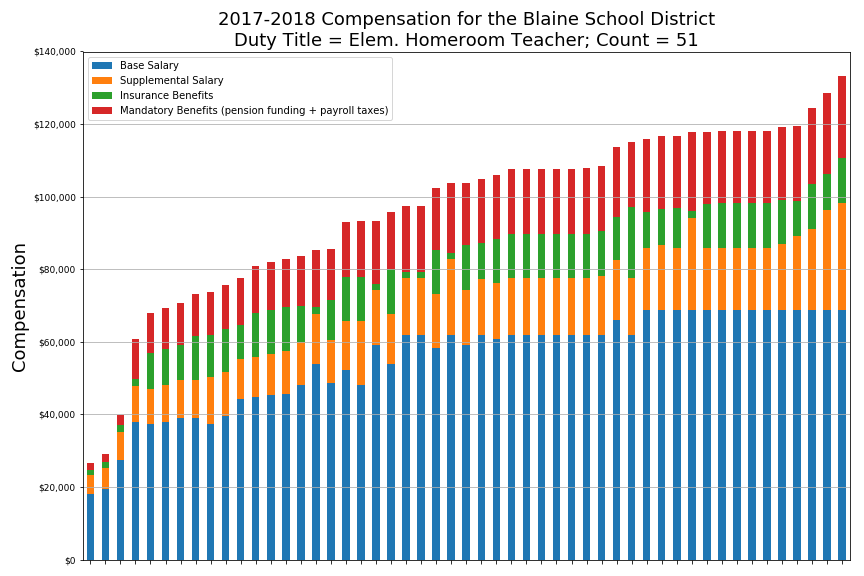 2017-2018 Compensation for the Blaine School District
Duty Title = Elem. Homeroom Teacher; Count = 51
Base Salary
Supplemental Salary
Insurance Benefits
Mandatory Benefits (pension funding + payroll taxes)
Compensation
$140,000
$120,000
$100,000
$80,000
$60,000
$40,000
$20,000
$0